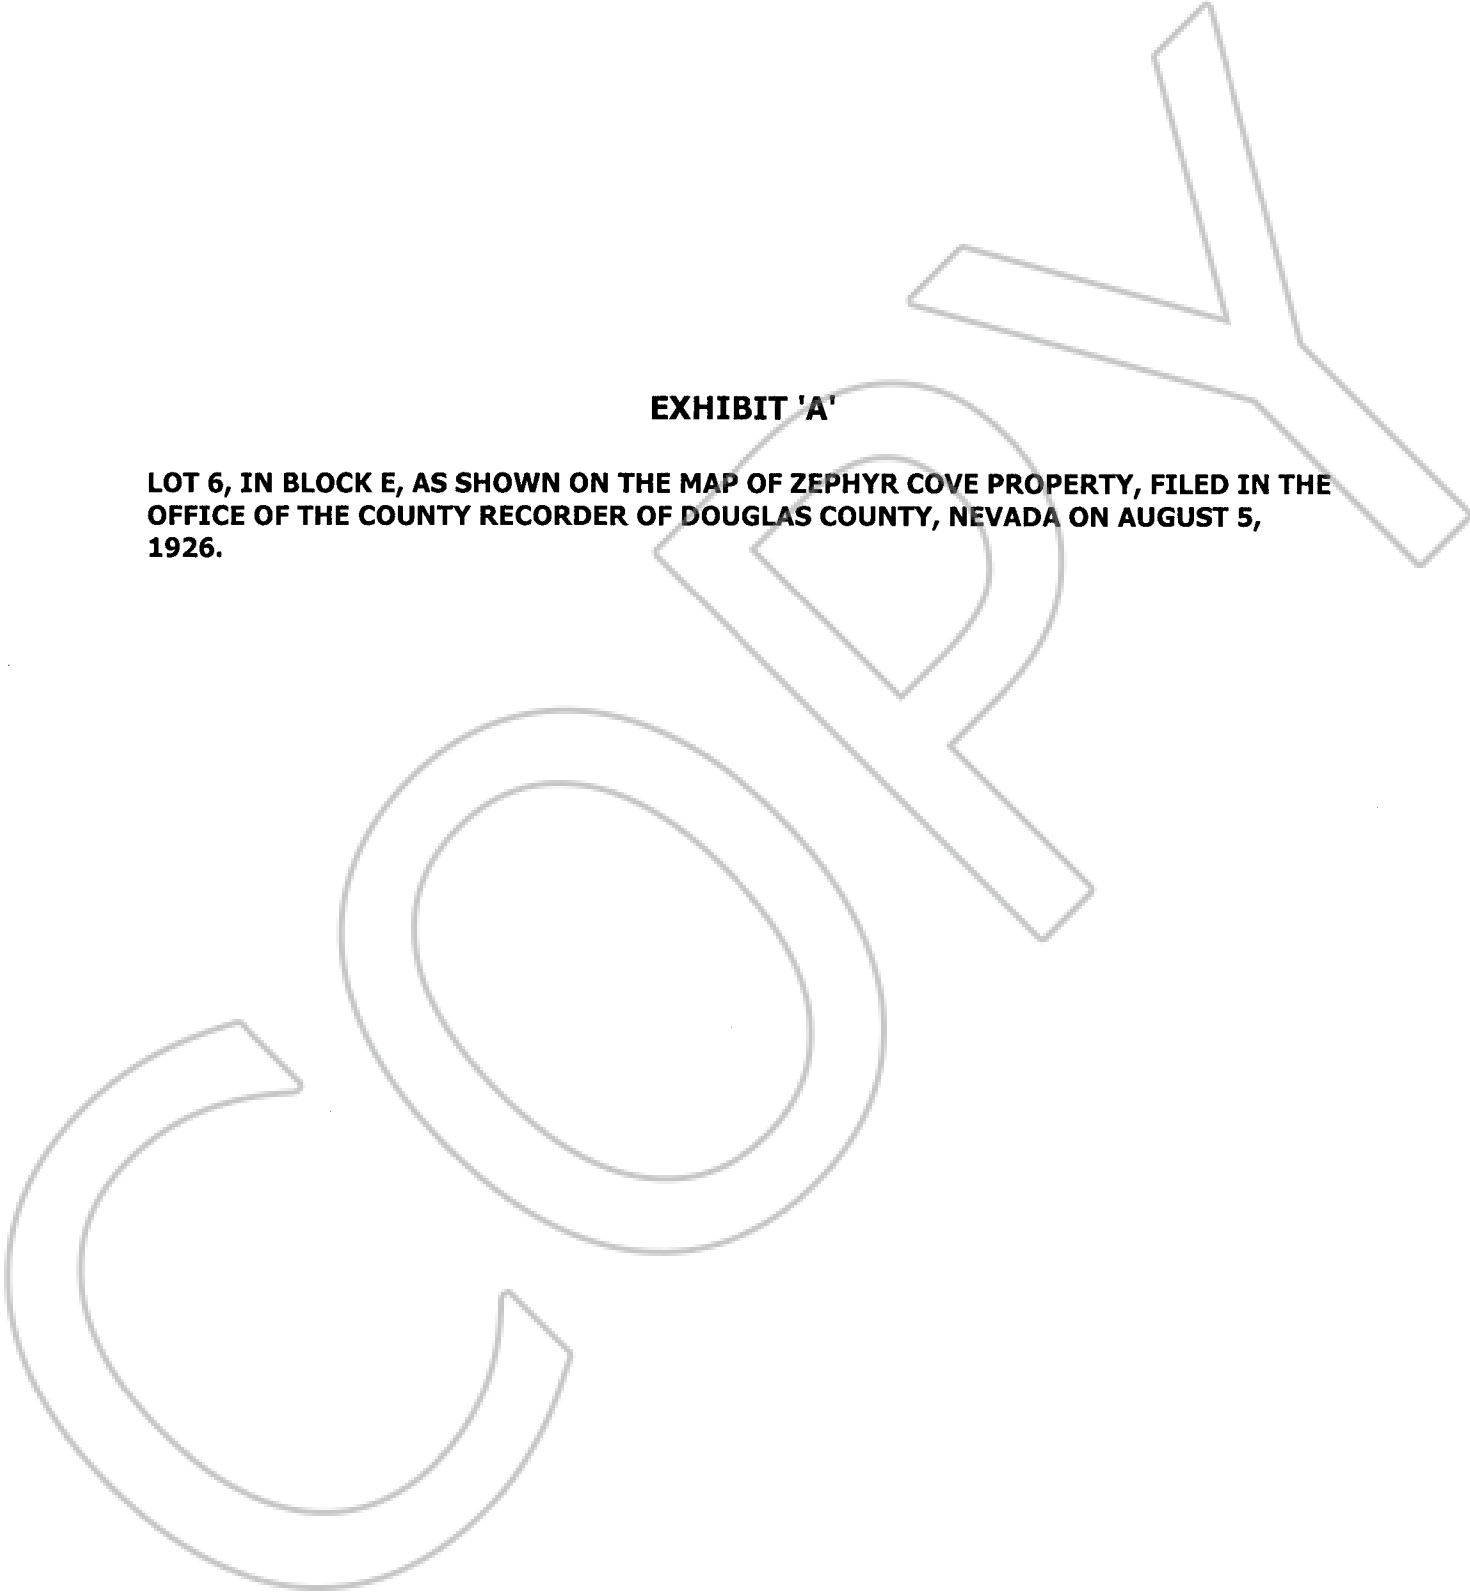 EXHIBIT 'A'
LOT 6, IN BLOCK E, AS SHOWN ON THE MAP OF ZEPHYR COVE PROPERTY, FILED IN THE
OFFICE OF THE COUNTY RECORDER OF DOUGLAS COUNTY, NEVADA ON AUGUST 5,
1926.
COPY